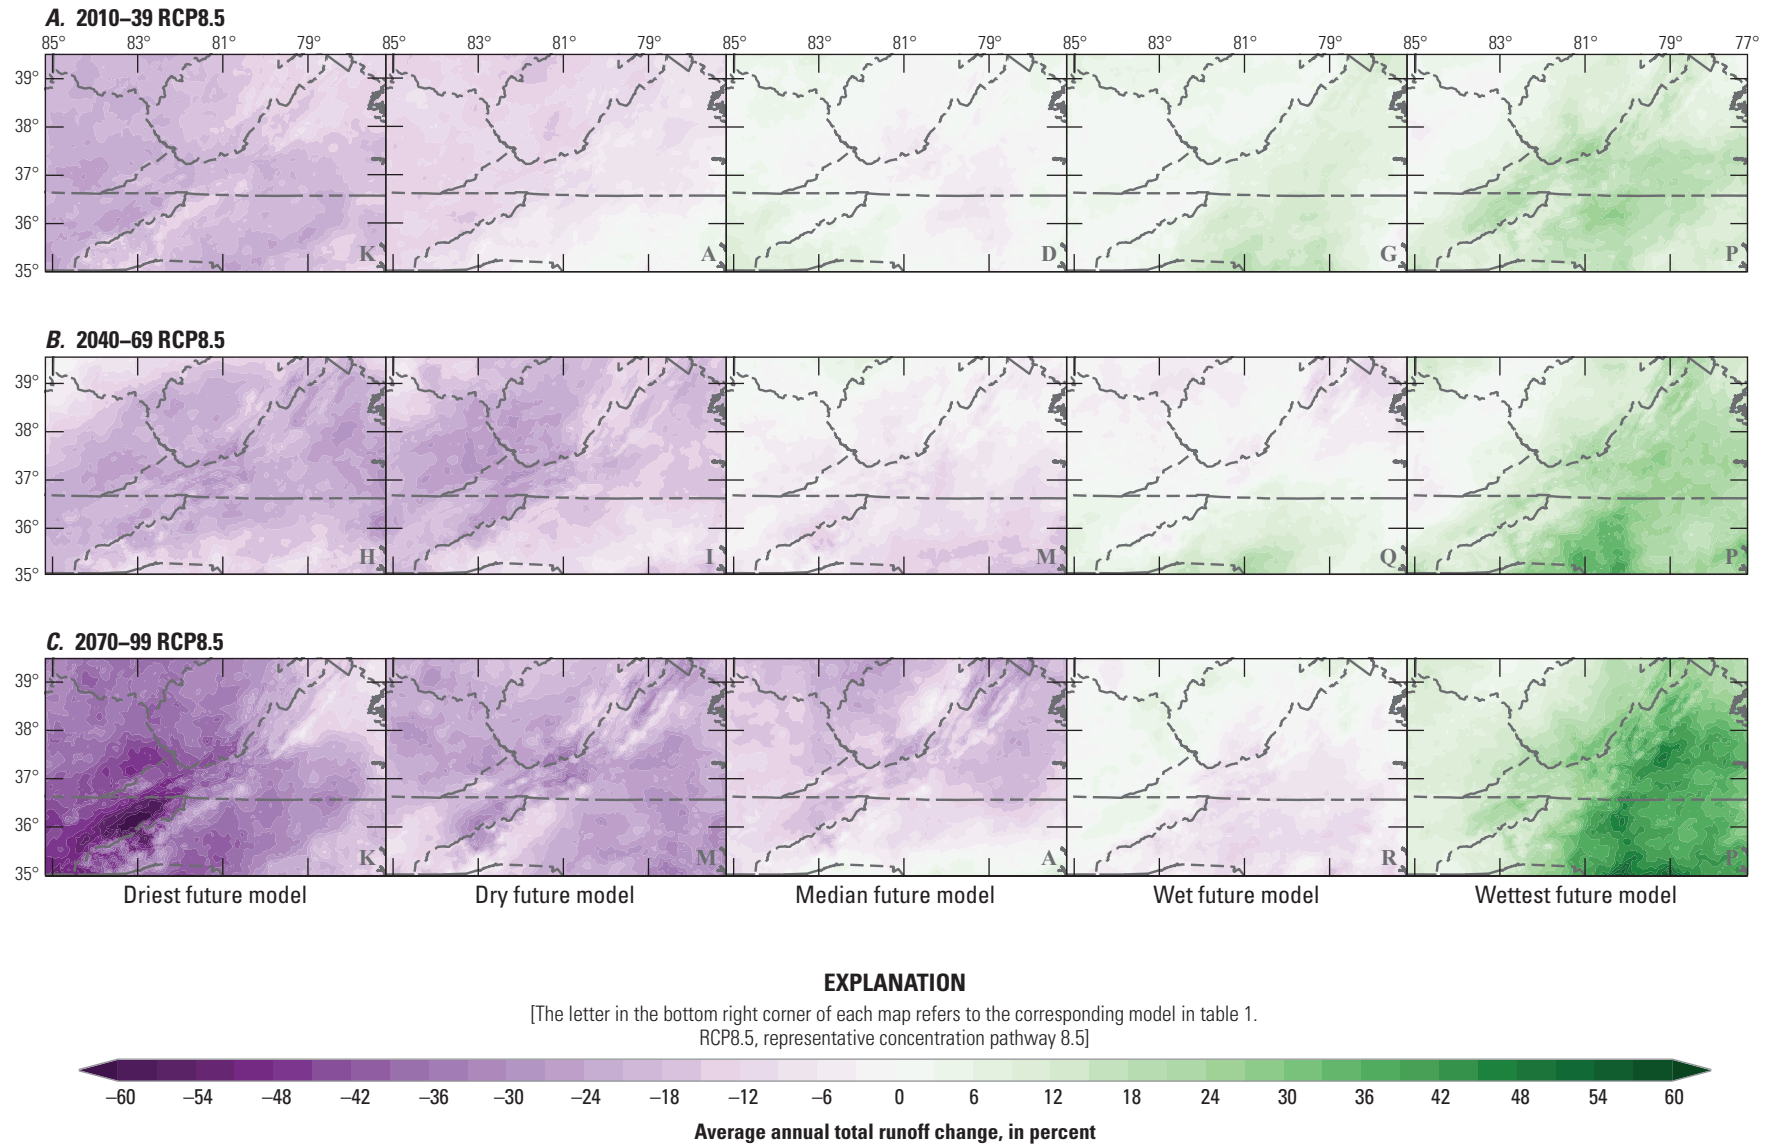 A. 2010–39 RCP8.5
85° 83° 81° 79° 85° 83° 81° 79° 85° 83° 81° 79° 85° 83° 81° 79° 85° 83° 81° 79° 77°
39°
38°
37°
36°
35°
K A D G P
B. 2040–69 RCP8.5
39°
38°
37°
36°
35°
H I M Q P
C. 2070–99 RCP8.5
39°
38°
37°
36°
35°
K M A R P
Driest future model Dry future model Median future model Wet future model Wettest future model
EXPLANATION
[The letter in the bottom right corner of each map refers to the corresponding model in table 1.
RCP8.5, representative concentration pathway 8.5]
–60 –54 –48 –42 –36 –30 –24 –18 –12 –6 0 6 12 18 24 30 36 42 48 54 60
Average annual total runoff change, in percent